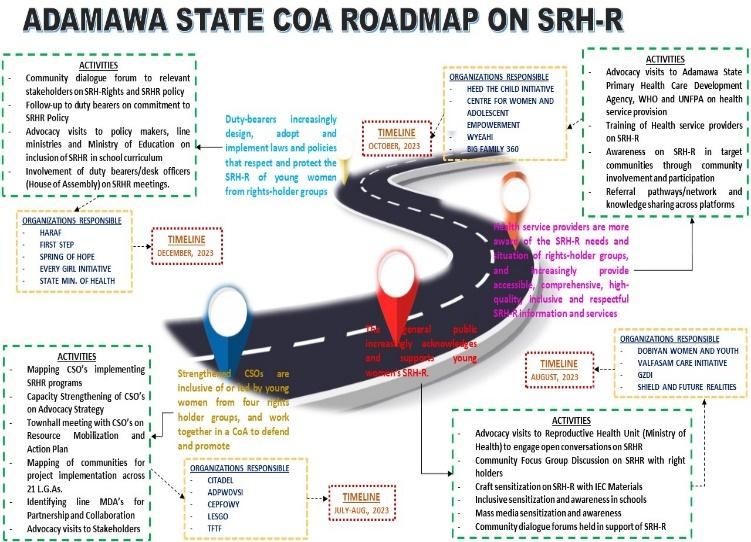 ADAMAWA STATE COA ROADMAP ON SRH-R
ACTIVITIES
- Community dialogue forum to relevant
stakeholders on SRH-Rights and SRHR policy
- Follow-up to duty bearers on commitment to
SRHR Policy
- Advocacy visits to policy makers, line
ministries and Ministry of Education on
inclusion of SRHR in school curriculum
- Involvement of duty bearers/desk officers
(House of Assembly) on SRHR meetings.
ORGANIZATIONS RESPONSIBLE
- HARAF
- FIRST STEP
- SPRING OF HOPE
- EVERY GIRL INITIATIVE
- STATE MIN. OF HEALTH
TIMELINE
DECEMBER, 2023
Duty-bearers increasingly
design, adopt and
implement laws and policies
that respect and protect the
SRH-R of young women
from rights-holder groups
TIMELINE
OCTOBER, 2023
ORGANIZATIONS RESPONSIBLE
- HEED THE CHILD INITIATIVE
- CENTRE FOR WOMEN AND
ADOLESCENT
EMPOWERMENT
- WYEAHI
- BIG FAMILY 360
ACTIVITIES
- Advocacy visits to Adamawa State
Primary Health Care Development
Agency, WHO and UNFPA on health
service provision
- Training of Health service providers
on SRH-R
- Awareness on SRH-R in target
communities through community
involvement and participation
- Referral pathways/network and
knowledge sharing across platforms
Health service providers are more
aware of the SRH-R needs and
situation of rights-holder groups,
and increasingly provide
accessible, comprehensive, high-
quality, inclusive and respectful
SRH-R information and services
The general public
increasingly acknowledges
and supports young
women's SRH-R.
Strengthened CSOs are
inclusive of or led by young
women from four rights
holder groups, and work
together in a CoA to defend
and promote
ACTIVITIES
- Mapping CSO's implementing
SRHR programs
- Capacity Strengthening of CSO's
on Advocacy Strategy
- Townhall meeting with CSO's on
Resource Mobilization and
Action Plan
- Mapping of communities for
project implementation across
21 L.G.As.
- Identifying line MDA's for
Partnership and Collaboration
- Advocacy visits to Stakeholders
ORGANIZATIONS RESPONSIBLE
- CITADEL
- ADPWDVSI
- CEPFOWY
- LESGO
- TFTF
TIMELINE
JULY-AUG., 2023
TIMELINE
AUGUST, 2023
ORGANIZATIONS RESPONSIBLE
- DOBIYAN WOMEN AND YOUTH
- VALFASAM CARE INITIATIVE
- GZDI
- SHIELD AND FUTURE REALITIES
ACTIVITIES
- Advocacy visits to Reproductive Health Unit (Ministry of
Health) to engage open conversations on SRHR
- Community Focus Group Discussion on SRHR with right
holders
- Craft sensitization on SRH-R with IEC Materials
- Inclusive sensitization and awareness in schools
- Mass media sensitization and awareness
- Community dialogue forums held in support of SRH-R